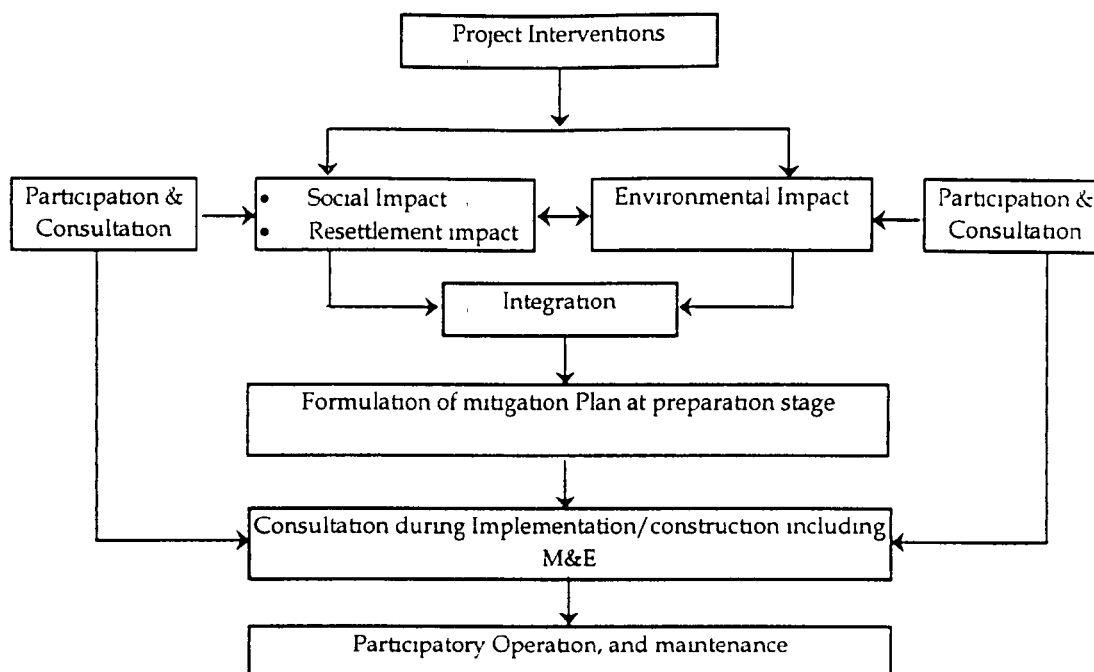 Project Interventions
Participation &
Consultation
• Social Impact
• Resettlement impact
Environmental Impact
Participation &
Consultation
Integration
Formulation of mitigation Plan at preparation stage
Consultation during Implementation/construction including
M&E
Participatory Operation, and maintenance